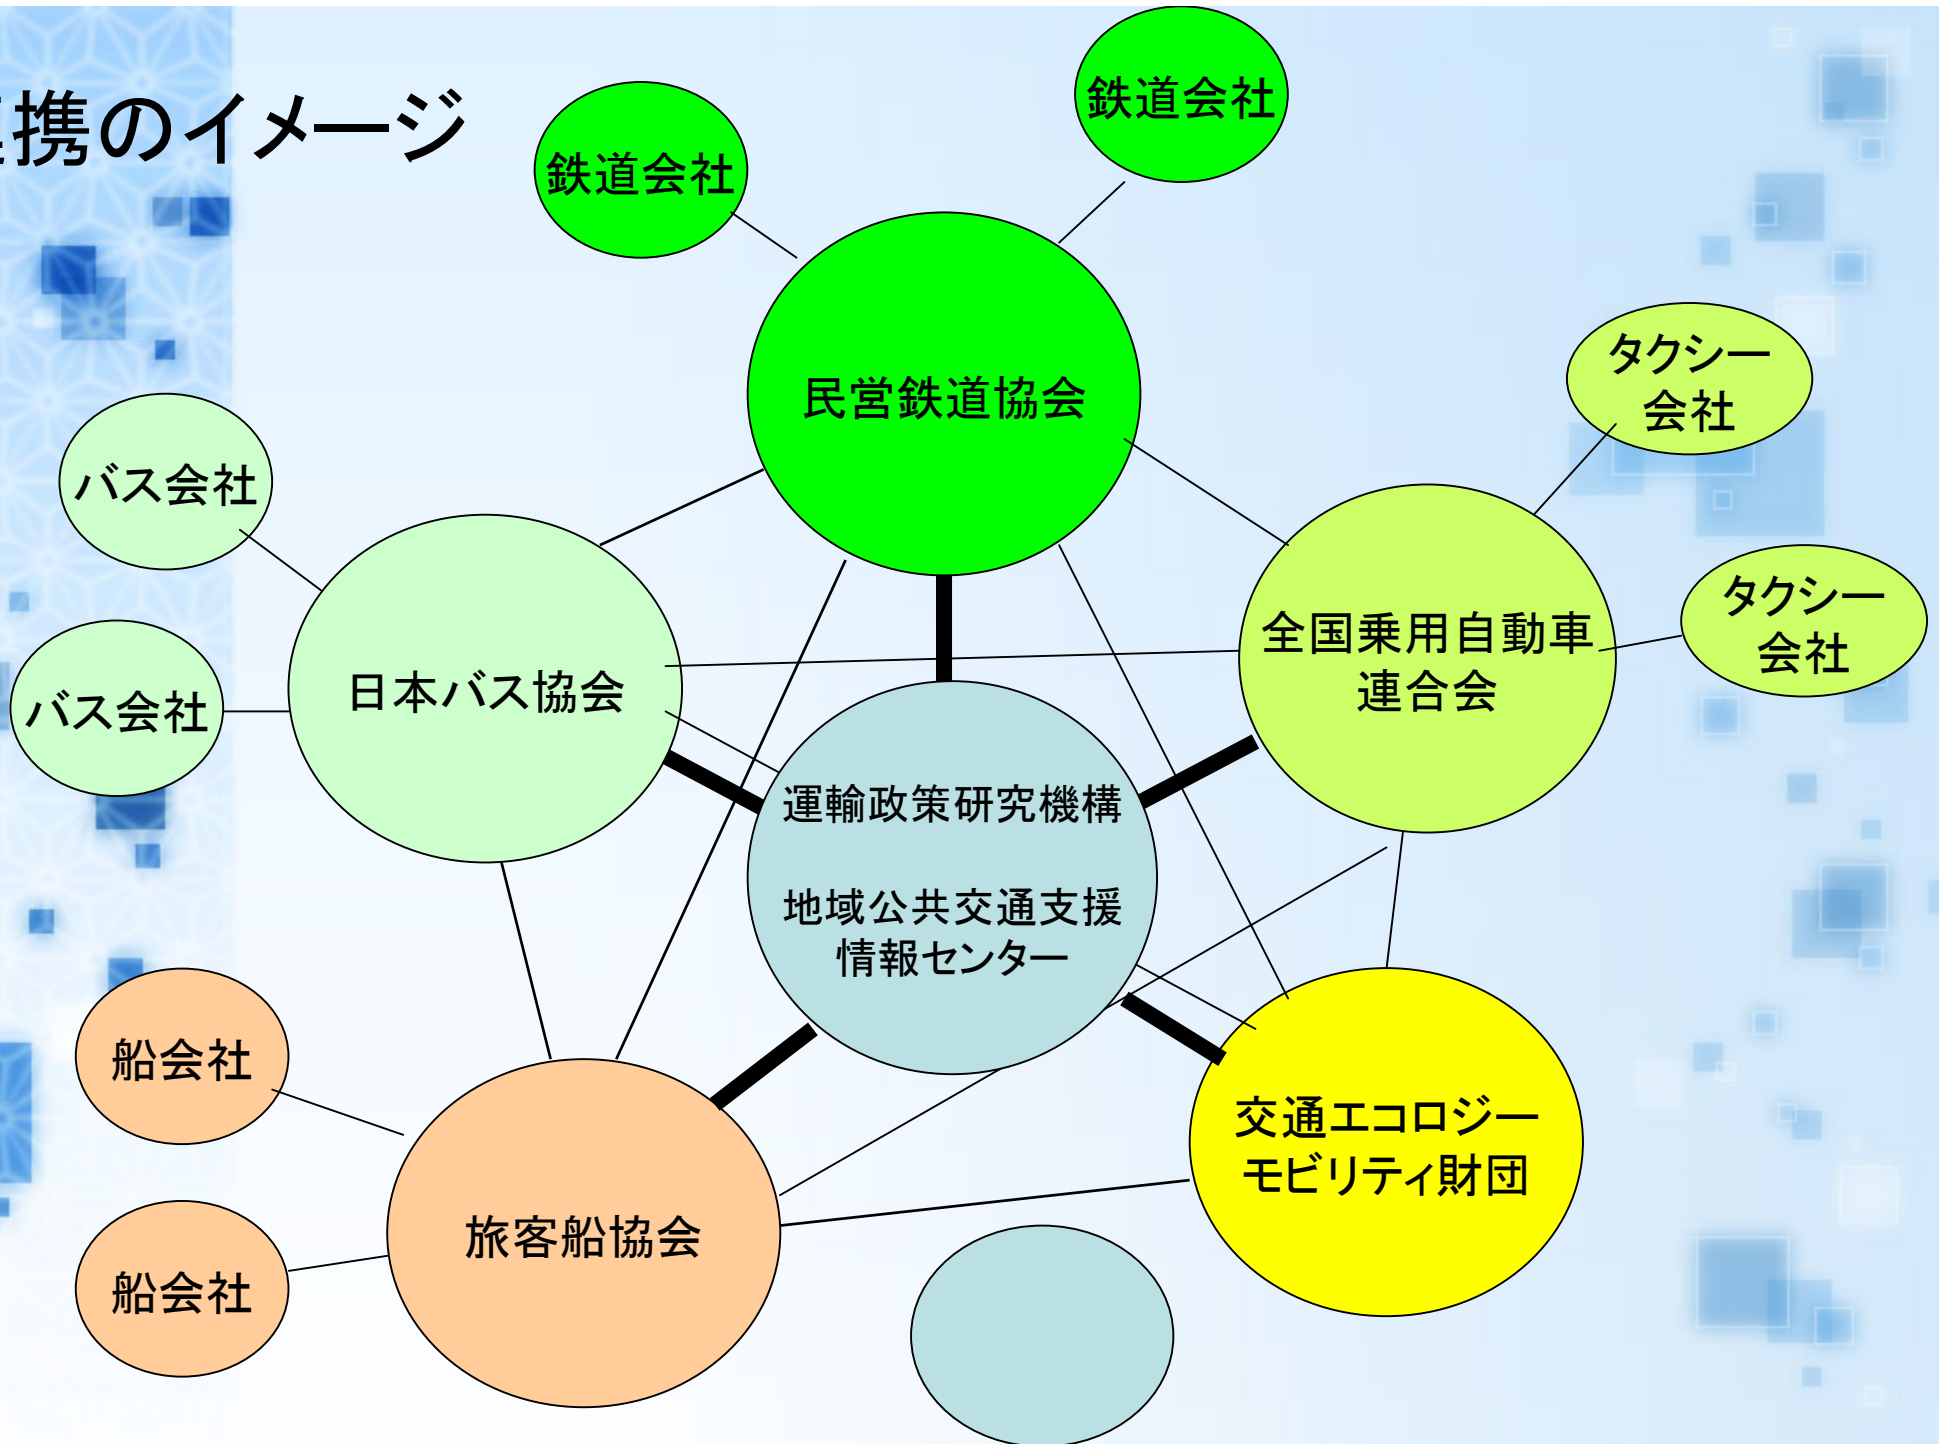 携のイメージ
鉄道会社
鉄道会社
民営鉄道協会
タクシー
会社
バス会社
タクシー
会社
全国乗用自動車
連合会
日本バス協会
バス会社
運輸政策研究機構
地域公共交通支援
情報センター
船会社
交通エコロジー
モビリティ財団
旅客船協会
船会社